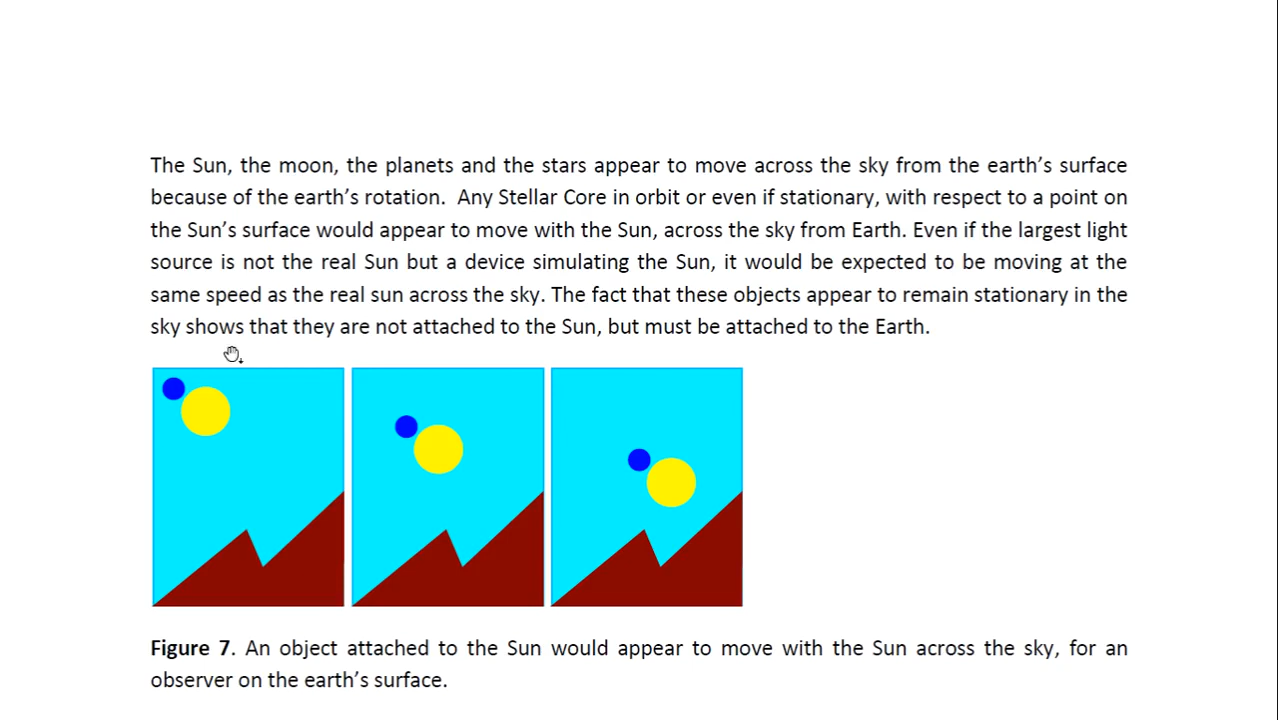 The Sun, the moon, the planets and the stars appear to move across the sky from the earth’s surface
because of the earth’s rotation.  Any Stellar Core in orbit or even if stationary, with respect to a point on
the Sun’s surface would appear to move with the Sun, across the sky from Earth. Even if the largest light
source is not the real Sun but a device simulating the Sun, it would be expected to be moving at the
same speed as the real sun across the sky. The fact that these objects appear to remain stationary in the
sky shows that they are not attached to the Sun, but must be attached to the Earth.
Figure 7. An object attached to the Sun would appear to move with the Sun across the sky, for an
observer on the earth’s surface.